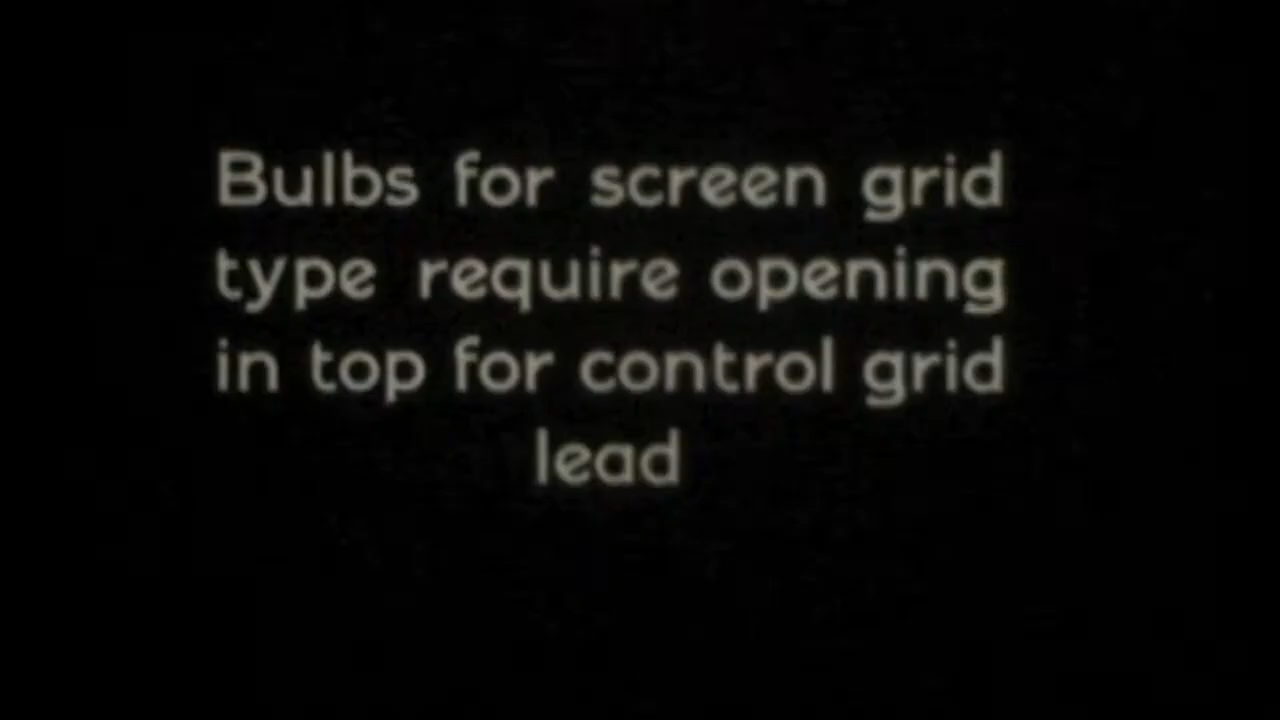 Bulbs for screen grid
type require opening
in top for control grid
lead